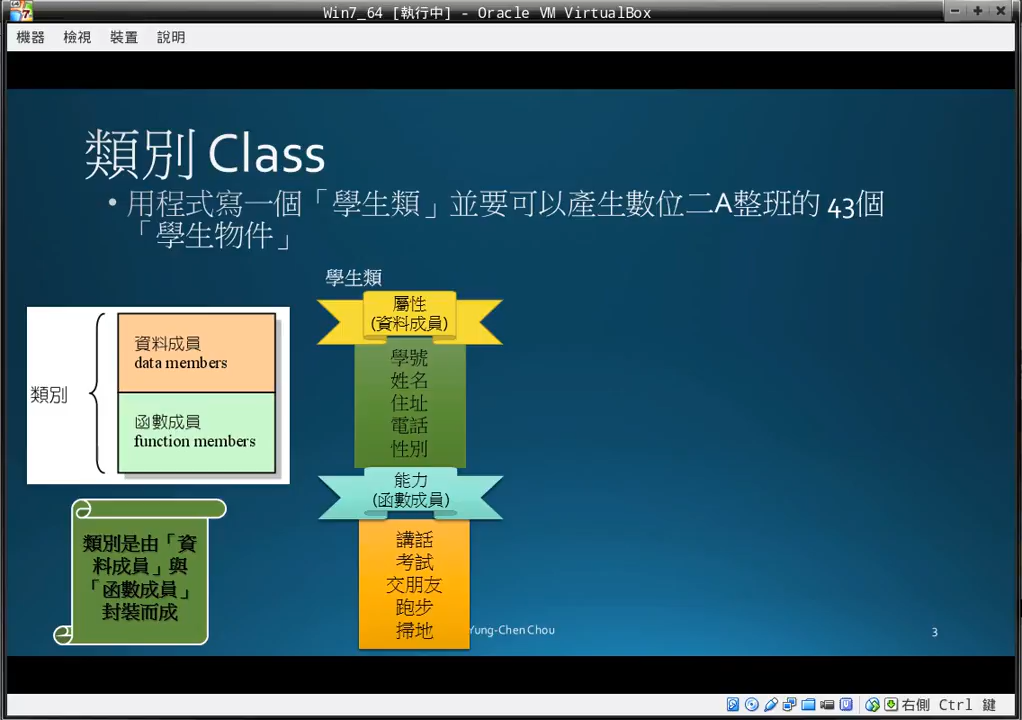 Win7_64 [執行中] - Oracle VM VirtualBox
機器 檢視 裝置 說明
類別 Class
• 用程式寫一個「學生類」並要可以產生數位二A整班的 43個
「學生物件」
學生類
屬性
(資料成員)
學號
姓名
住址
電話
性別
能力
(函數成員)
講話
考試
交朋友
跑步
掃地
資料成員
data members
類別
函數成員
function members
類別是由「資
料成員」與
「函數成員」
封裝而成
Yung-Chen Chou
3
右側 Ctrl 鍵